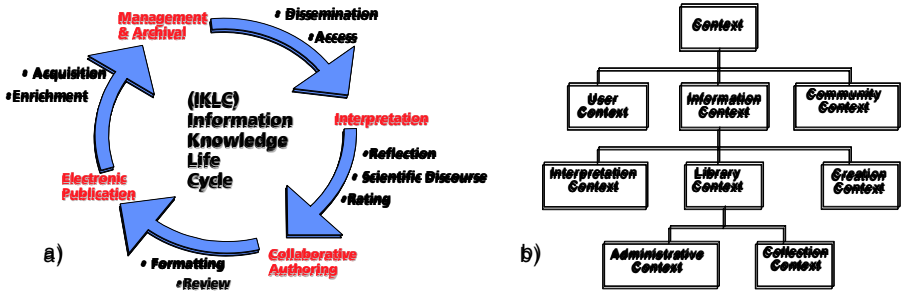 Management
& Archival
• Dissemination
• Access
• Acquisition
• Enrichment
(IKLC)
Information
Knowledge
Life
Cycle
Interpretation
• Reflection
• Scientific Discourse
• Rating
Electronic
Publication
Collaborative
Authoring
• Formatting
• Review
a)
Context
User
Context
Information
Context
Community
Context
Interpretation
Context
Library
Context
Creation
Context
Administrative
Context
Collection
Context
b)